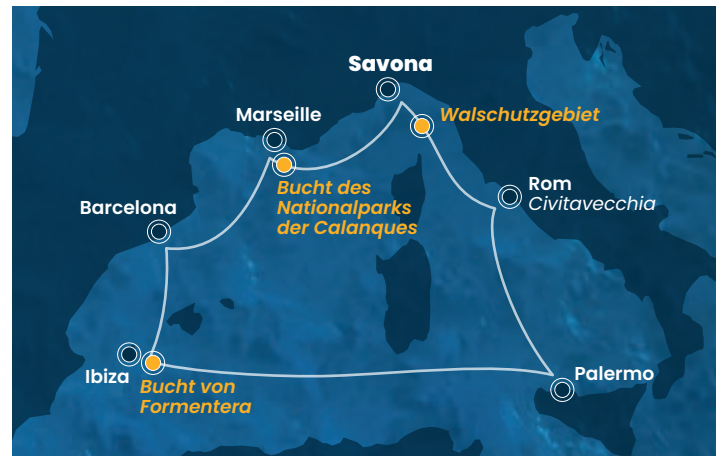 Savona
Marseille
Walschutzgebiet
Bucht des
Nationalparks
der Calanques
Rom
Civitavecchia
Barcelona
Ibiza
Bucht von
Formentera
Palermo